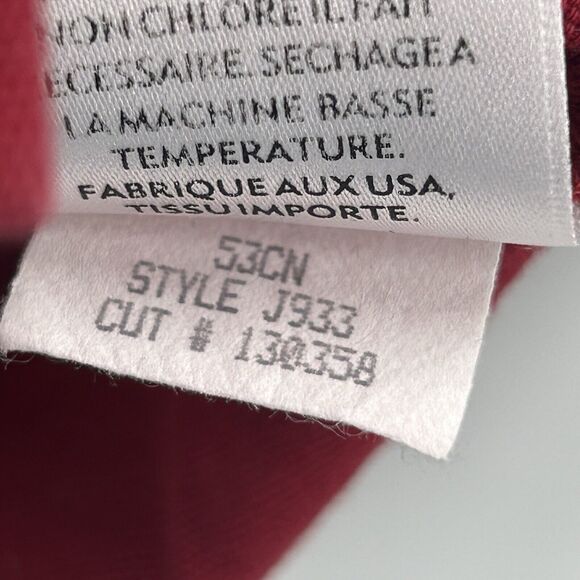 NON CHLORE IL FAIT
ECESSAIRE. SECHAGE A
LA MACHINE BASSE
TEMPERATURE.
FABRIQUE AUX USA,
TISSU IMPORTE.
53CN
STYLE J933
CUT # 130358